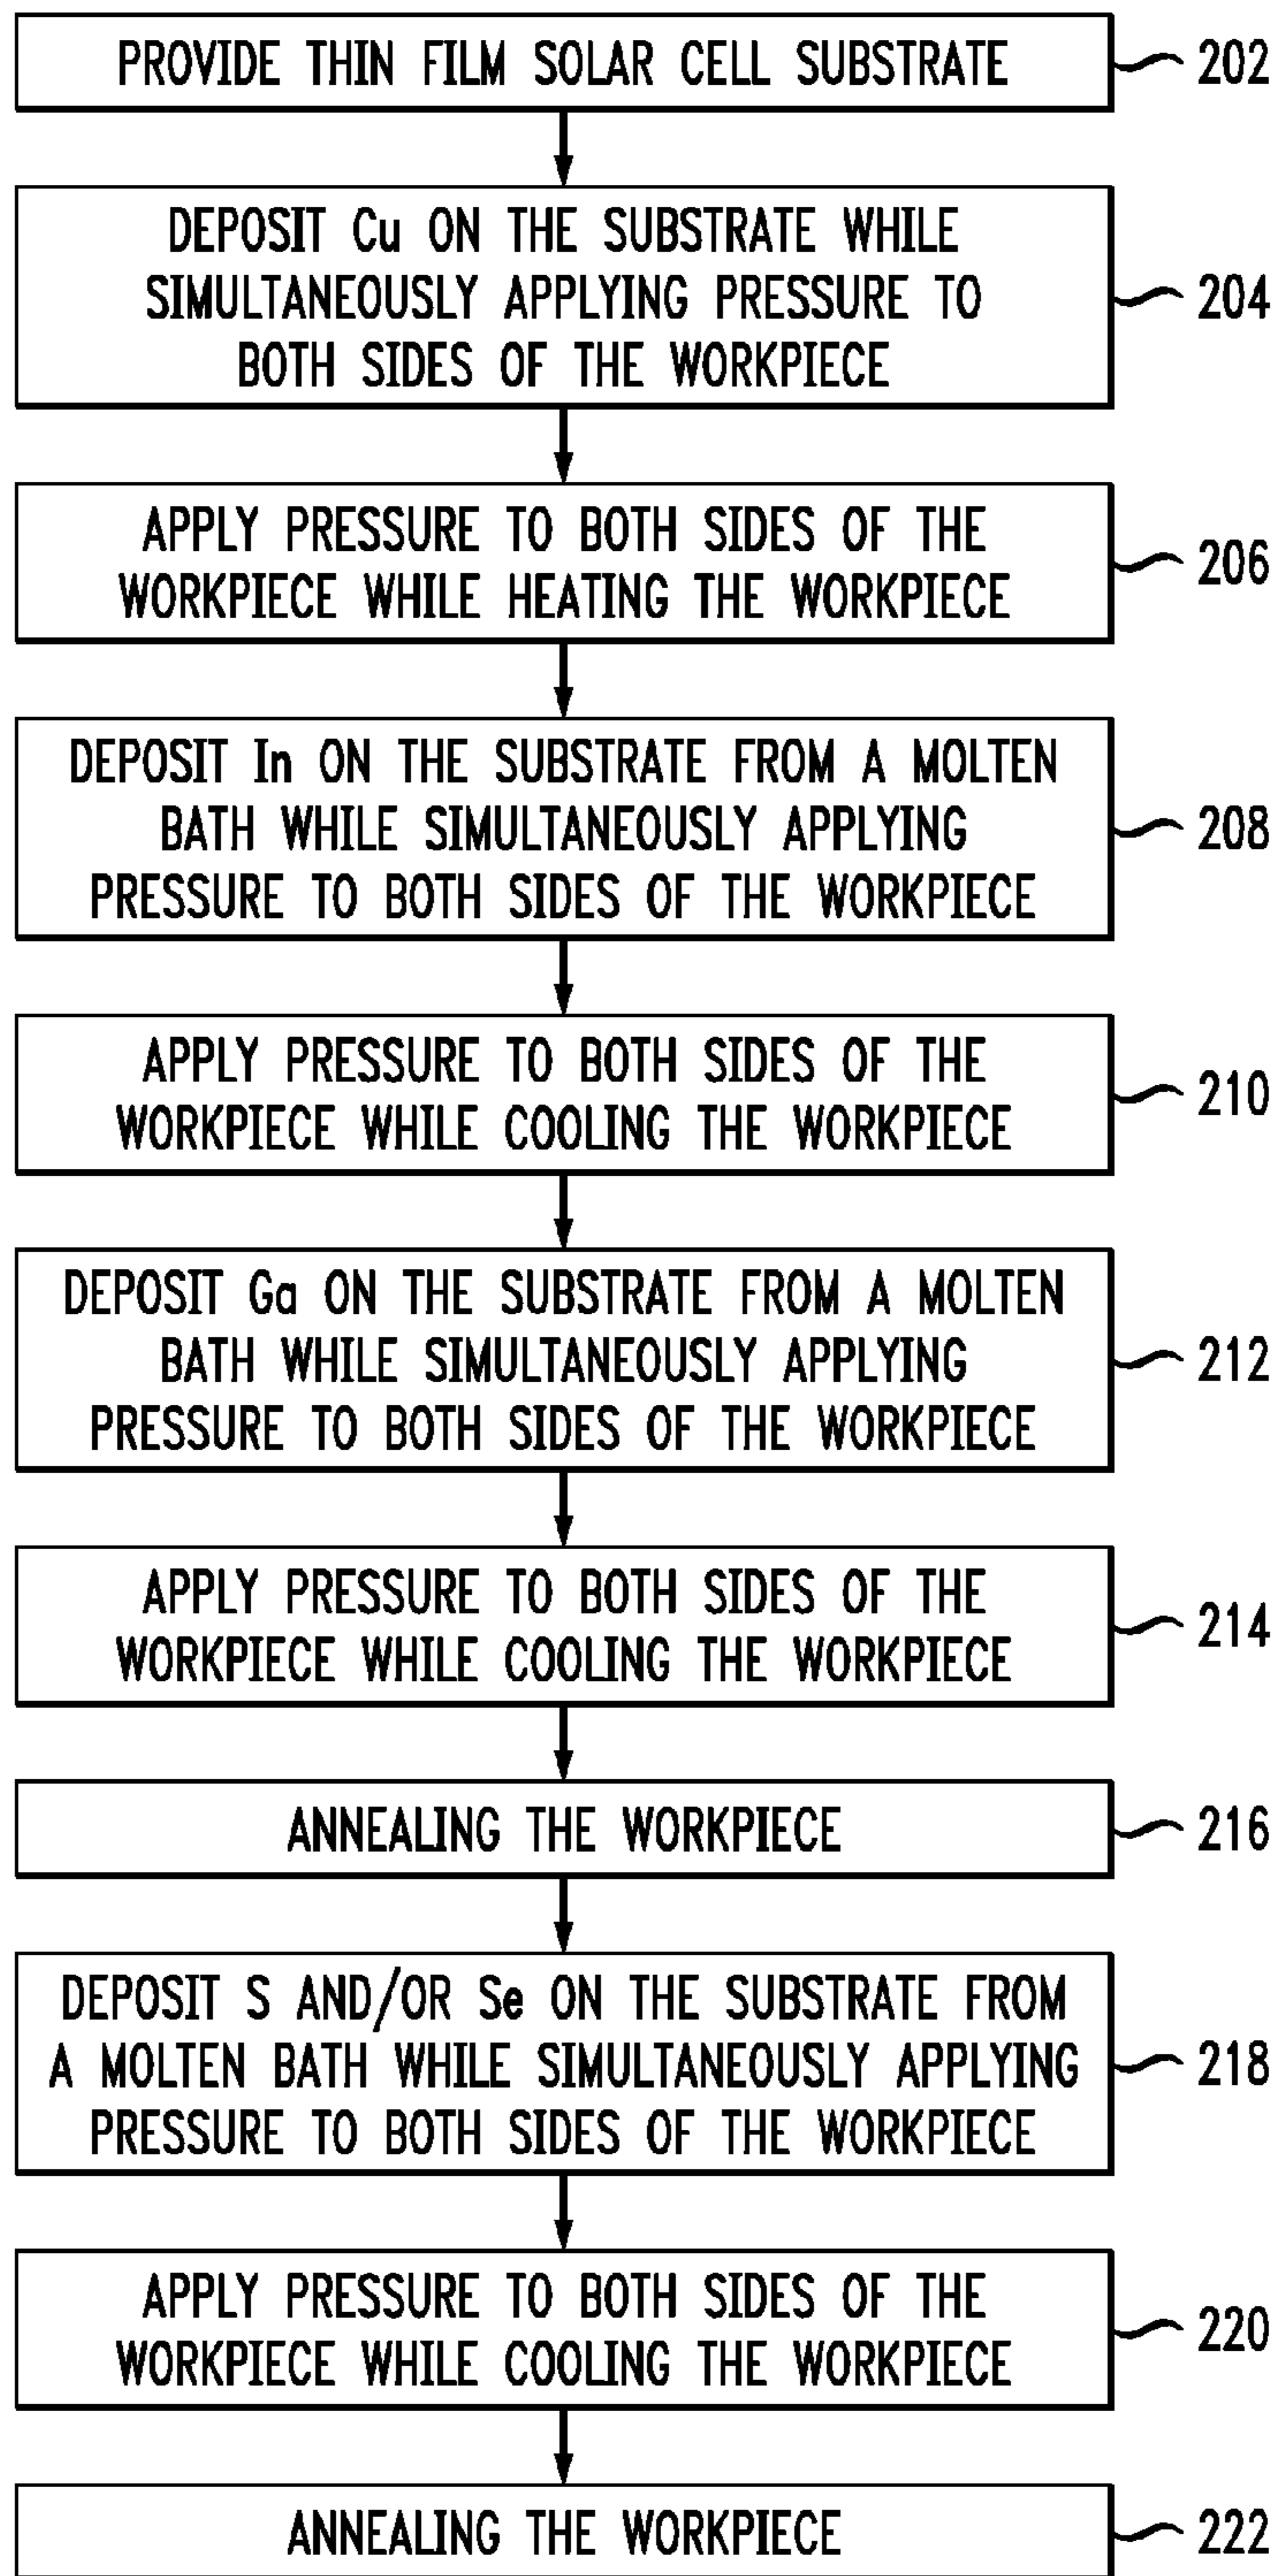 PROVIDE THIN FILM SOLAR CELL SUBSTRATE
202
DEPOSIT Cu ON THE SUBSTRATE WHILE
SIMULTANEOUSLY APPLYING PRESSURE TO
BOTH SIDES OF THE WORKPIECE
204
APPLY PRESSURE TO BOTH SIDES OF THE
WORKPIECE WHILE HEATING THE WORKPIECE
206
DEPOSIT In ON THE SUBSTRATE FROM A MOLTEN
BATH WHILE SIMULTANEOUSLY APPLYING
PRESSURE TO BOTH SIDES OF THE WORKPIECE
208
APPLY PRESSURE TO BOTH SIDES OF THE
WORKPIECE WHILE COOLING THE WORKPIECE
210
DEPOSIT Ga ON THE SUBSTRATE FROM A MOLTEN
BATH WHILE SIMULTANEOUSLY APPLYING
PRESSURE TO BOTH SIDES OF THE WORKPIECE
212
APPLY PRESSURE TO BOTH SIDES OF THE
WORKPIECE WHILE COOLING THE WORKPIECE
214
ANNEALING THE WORKPIECE
216
DEPOSIT S AND/OR Se ON THE SUBSTRATE FROM
A MOLTEN BATH WHILE SIMULTANEOUSLY APPLYING
PRESSURE TO BOTH SIDES OF THE WORKPIECE
218
APPLY PRESSURE TO BOTH SIDES OF THE
WORKPIECE WHILE COOLING THE WORKPIECE
220
ANNEALING THE WORKPIECE
222